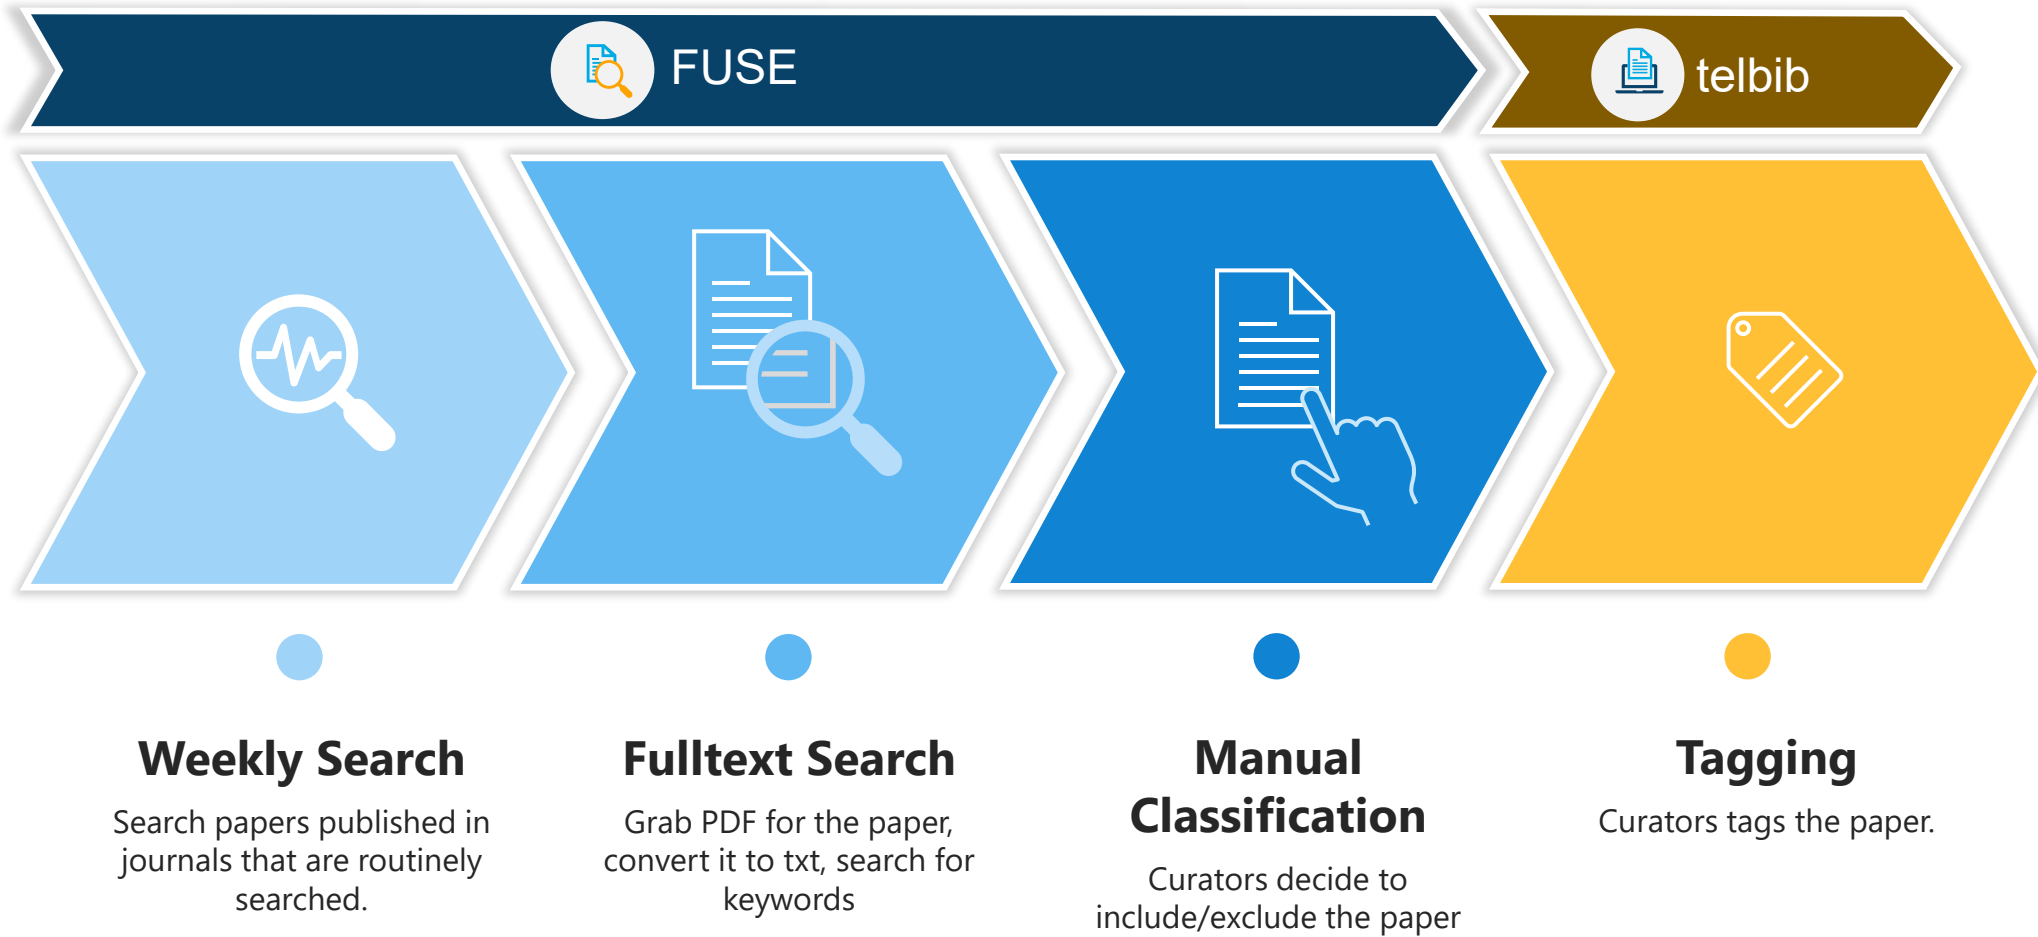 FUSE
telbib
Weekly Search
Search papers published in
journals that are routinely
searched.
Fulltext Search
Grab PDF for the paper,
convert it to txt, search for
keywords
Manual
Classification
Curators decide to
include/exclude the paper
Tagging
Curators tags the paper.